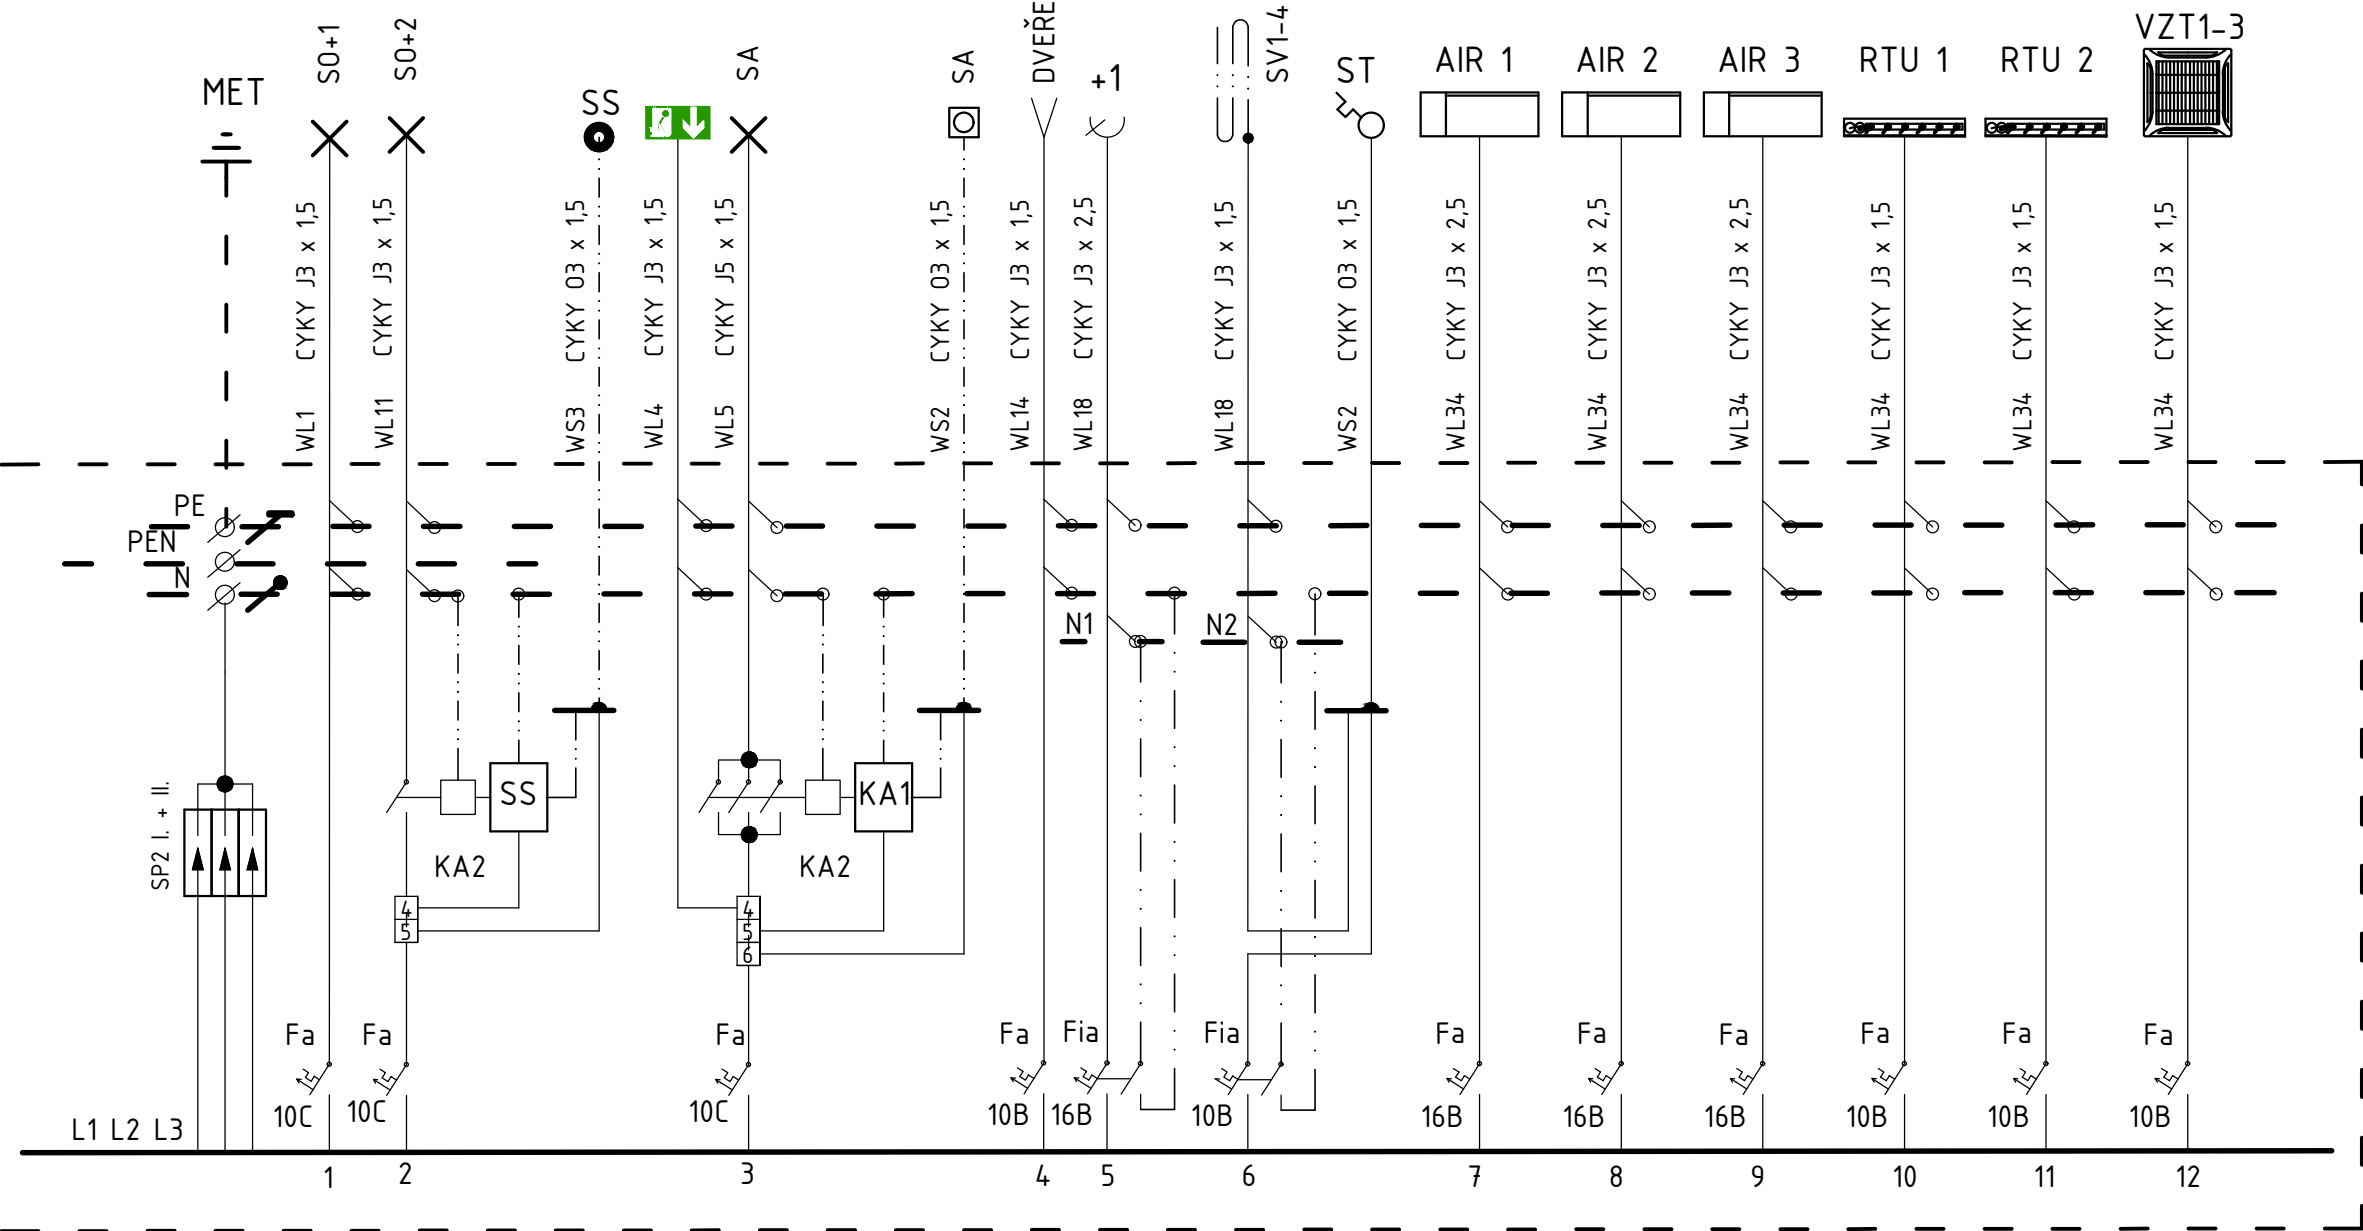 MET
SO+1
SO+2
SS
SA
SA
DVEŘE
+1
SV1-4
ST
AIR 1
AIR 2
AIR 3
RTU 1
RTU 2
VZT1-3
WL1 CYKY J3 x 1,5
WL11 CYKY J3 x 1,5
WS3 CYKY O3 x 1,5
WL4 CYKY J3 x 1,5
WL5 CYKY J5 x 1,5
WS2 CYKY O3 x 1,5
WL14 CYKY J3 x 1,5
WL18 CYKY J3 x 2,5
WL18 CYKY J3 x 1,5
WS2 CYKY O3 x 1,5
WL34 CYKY J3 x 2,5
WL34 CYKY J3 x 2,5
WL34 CYKY J3 x 2,5
WL34 CYKY J3 x 1,5
WL34 CYKY J3 x 1,5
WL34 CYKY J3 x 1,5
PE
PEN
N
N1
N2
SP2 I. + II.
SS
KA1
KA2
KA2
4
5
4
5
6
Fa
Fa
Fa
Fa
Fia
Fia
Fa
Fa
Fa
Fa
Fa
Fa
10C
10C
10C
10B
16B
10B
16B
16B
16B
10B
10B
10B
L1 L2 L3
1
2
3
4
5
6
7
8
9
10
11
12